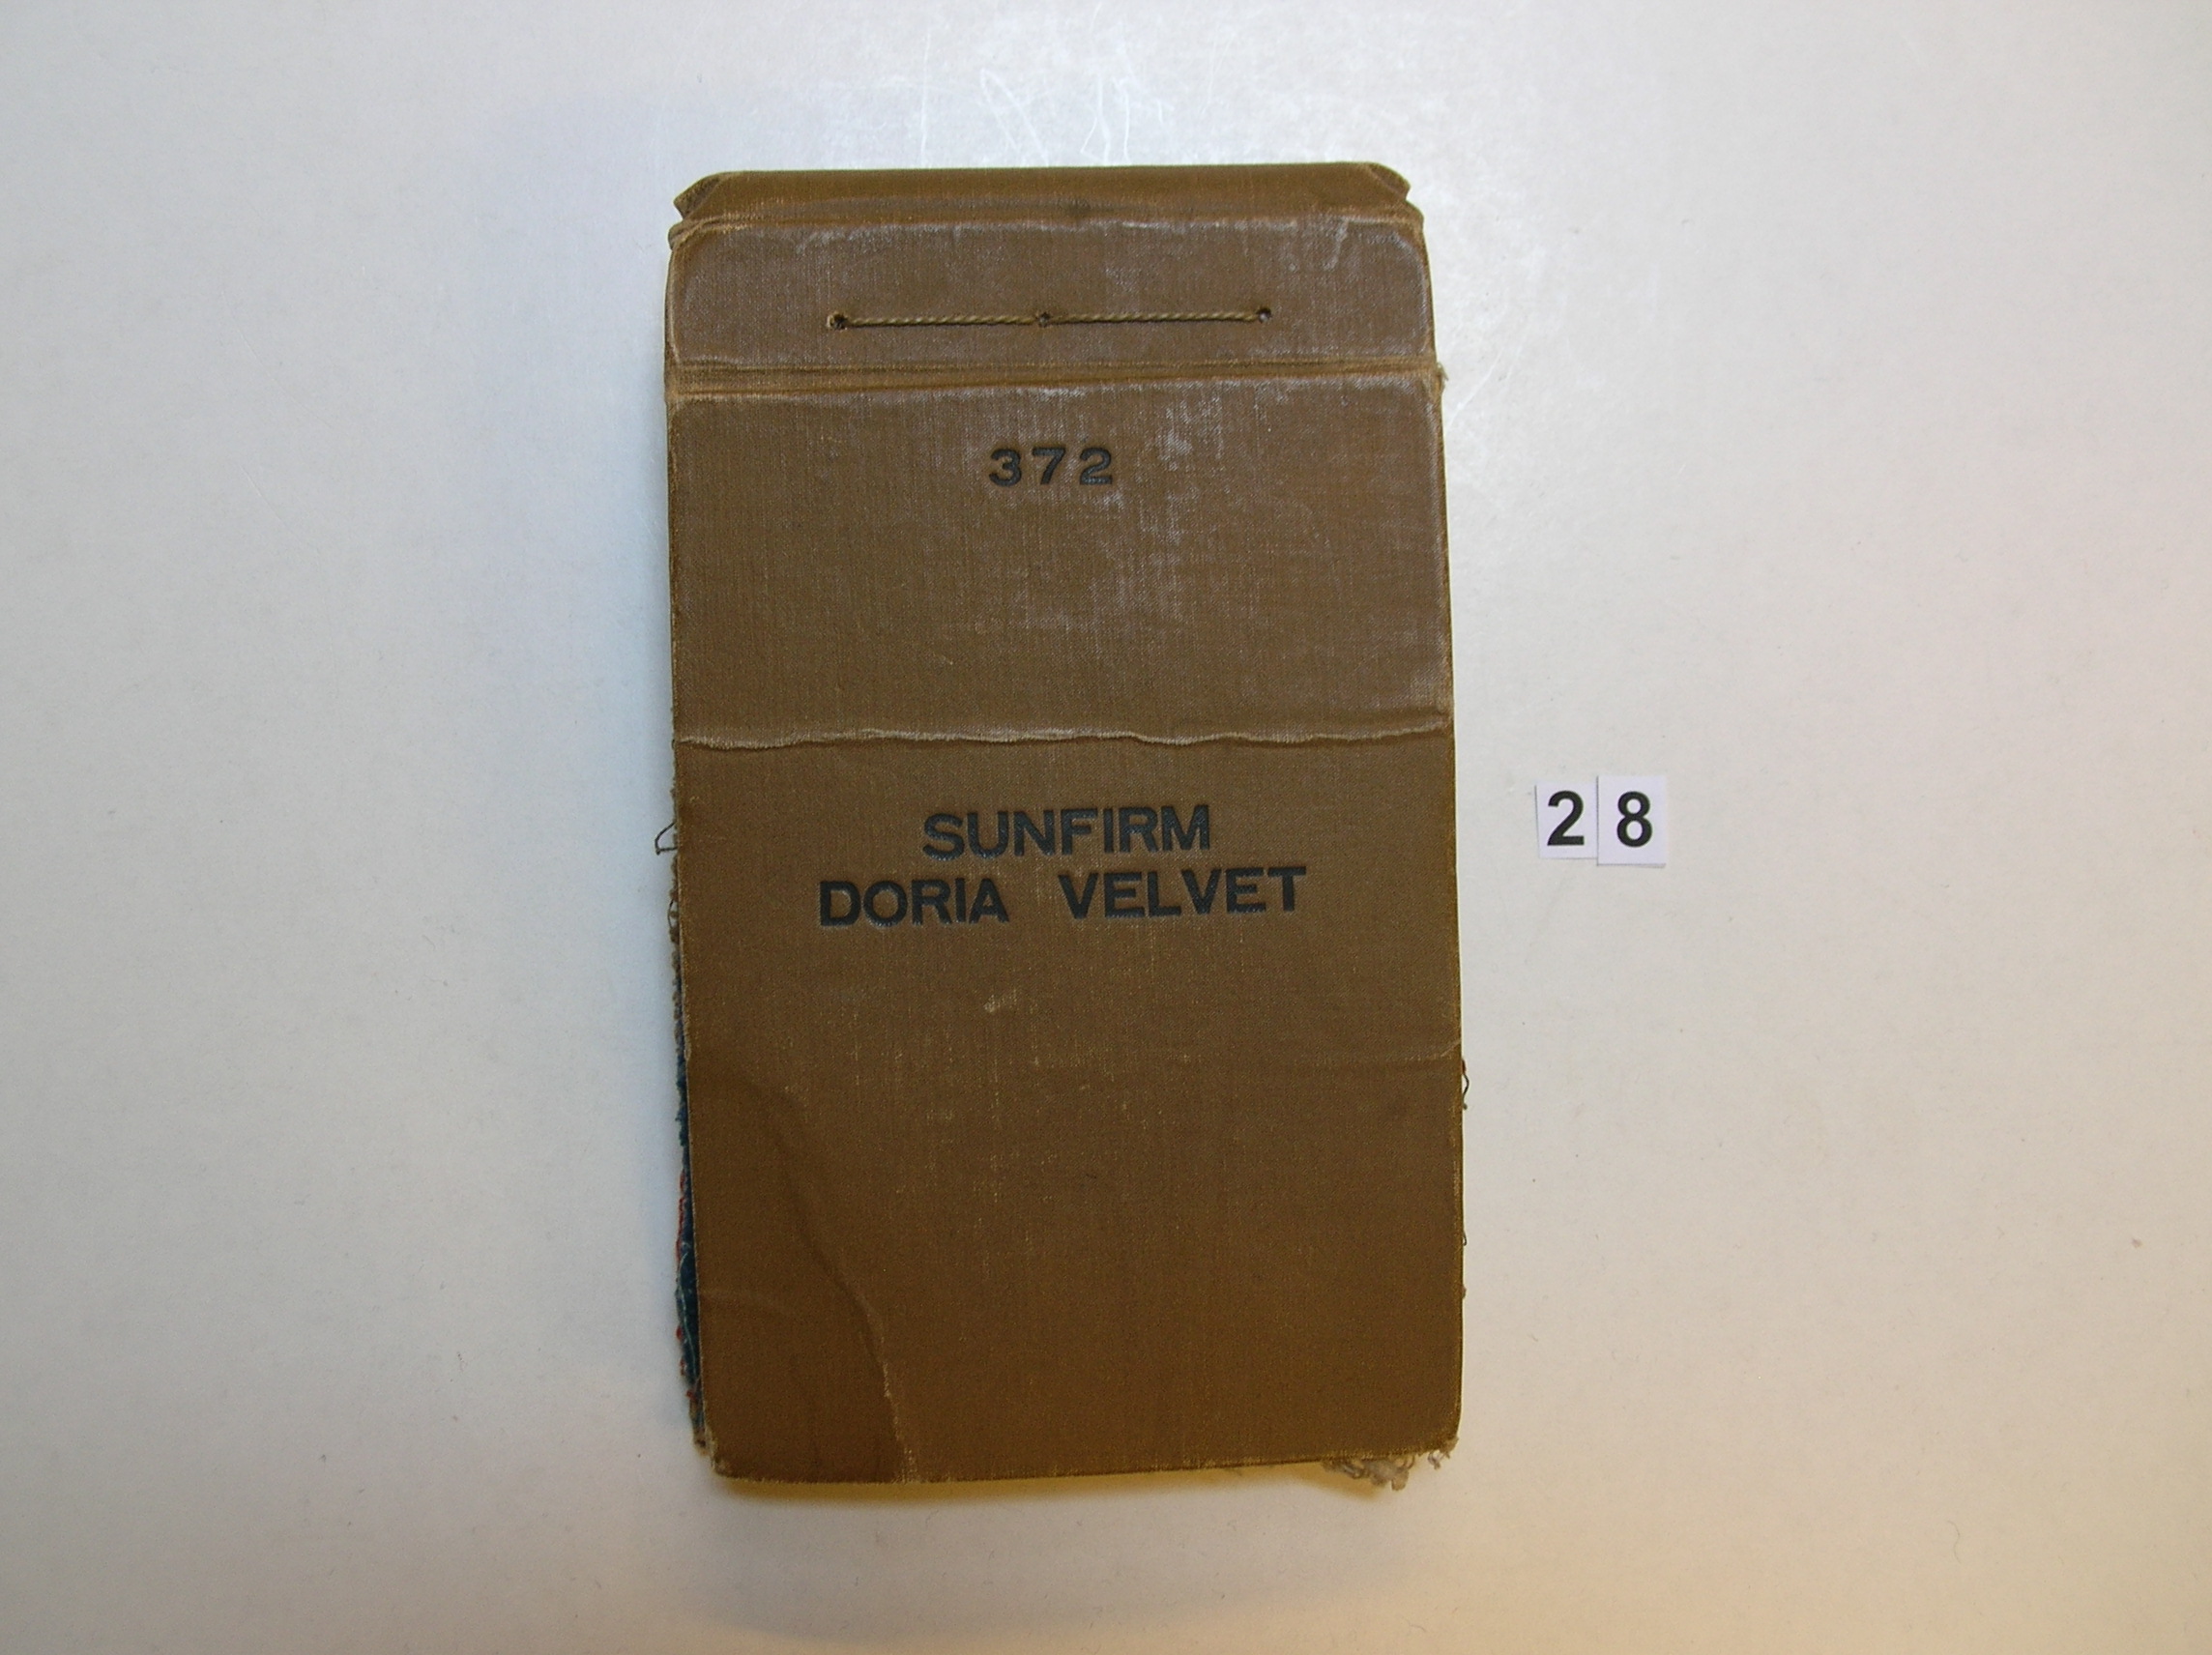 372
SUNFIRM
DORIA VELVET
28